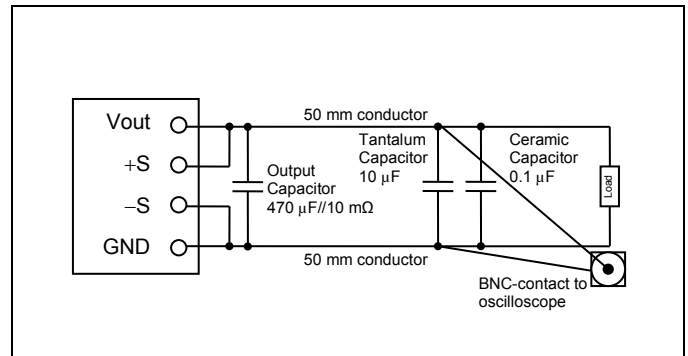 Vout
+S
−S
GND
50 mm conductor
Output
Capacitor
470 μF//10 mΩ
Tantalum
Capacitor
10 μF
Ceramic
Capacitor
0.1 μF
Load
50 mm conductor
BNC-contact to
oscilloscope